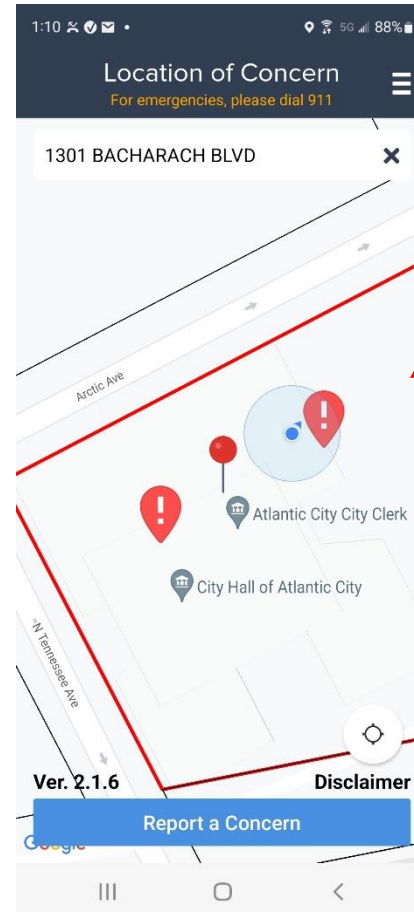 1:10
5G
88%
Location of Concern
For emergencies, please dial 911
1301 BACHARACH BLVD
Arctic Ave
Atlantic City City Clerk
City Hall of Atlantic City
N Tennessee Ave
Ver. 2.1.6
Disclaimer
Report a Concern
Google